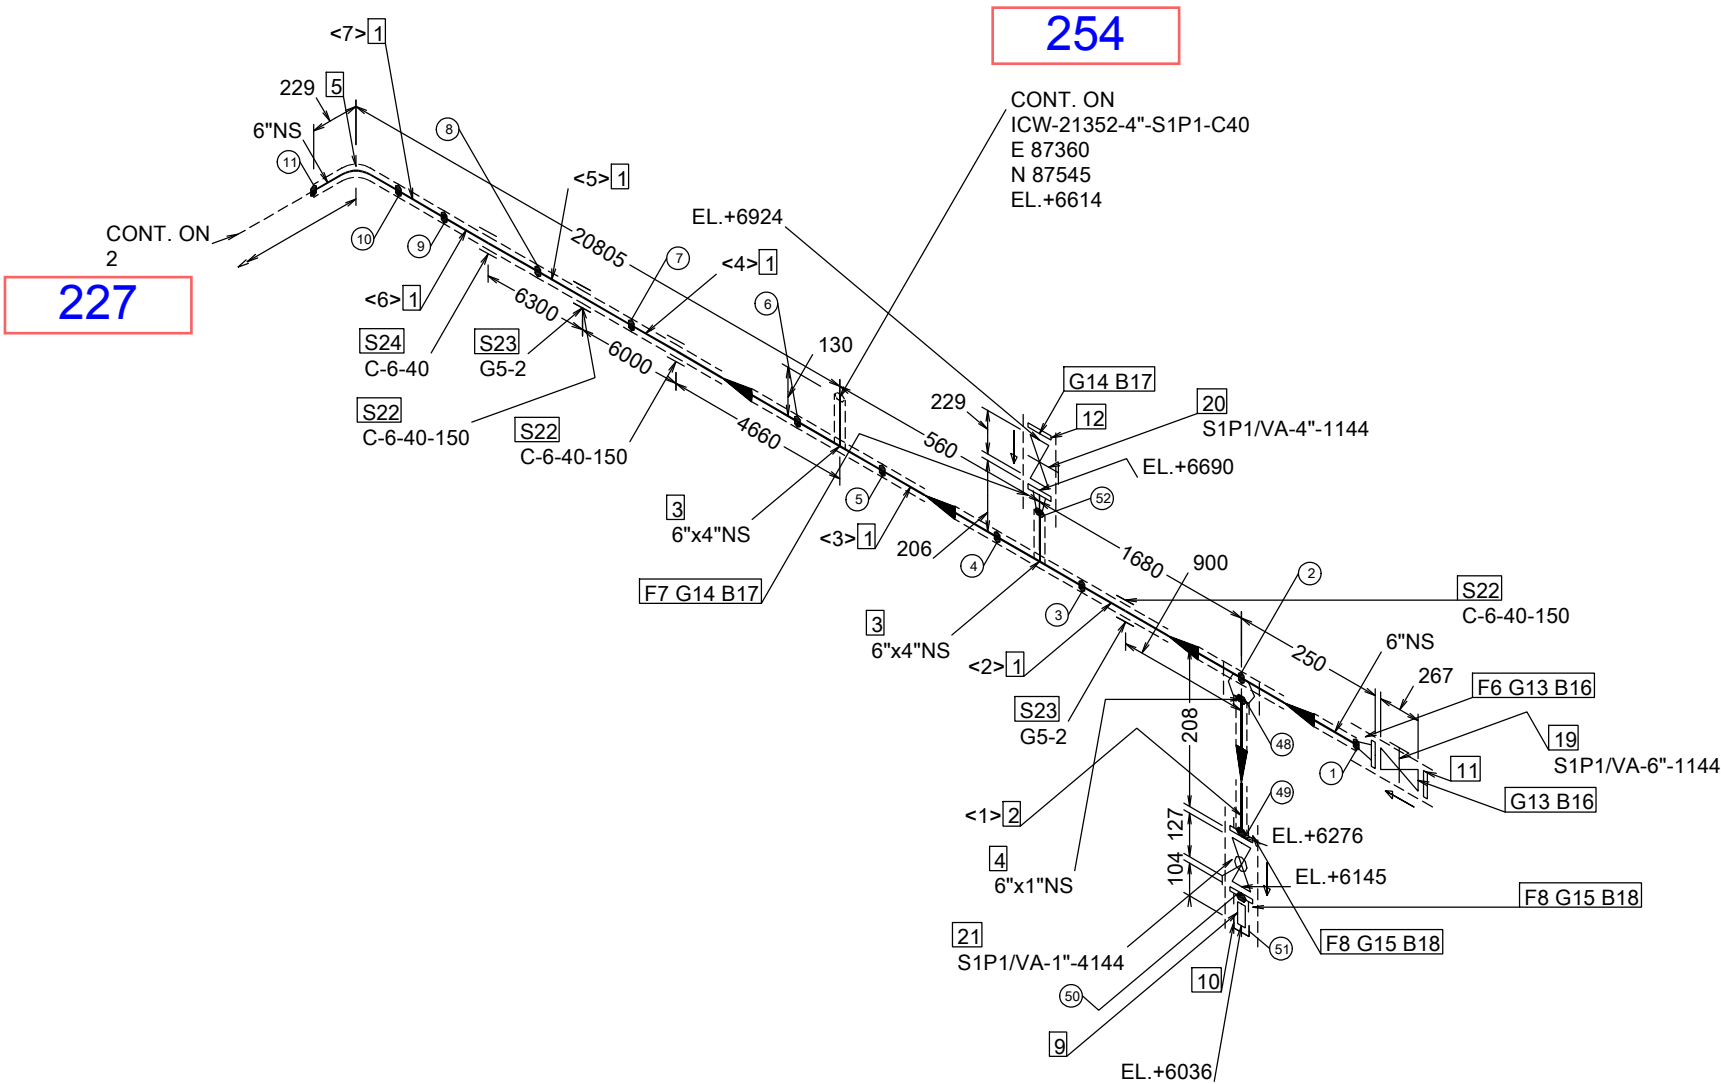 254
<7> 1
229 5
6"NS
8
11
CONT. ON
ICW-21352-4"-S1P1-C40
E 87360
N 87545
EL.+6614
<5> 1
EL.+6924
CONT. ON
2
10
9
20805
7
<4> 1
227
<6> 1
6300
6
S24
C-6-40
S23
G5-2
6000
130
G14 B17
229
12
20
S1P1/VA-4"-1144
S22
C-6-40-150
S22
C-6-40-150
4660
560
EL.+6690
5
52
3
6"x4"NS
<3> 1
206
4
1680
900
2
F7 G14 B17
3
S22
C-6-40-150
3
6"x4"NS
<2> 1
250
6"NS
267
F6 G13 B16
S23
G5-2
208
48
1
19
S1P1/VA-6"-1144
11
G13 B16
<1> 2
49
127
EL.+6276
4
6"x1"NS
104
EL.+6145
F8 G15 B18
21
S1P1/VA-1"-4144
51
F8 G15 B18
50
10
9
EL.+6036